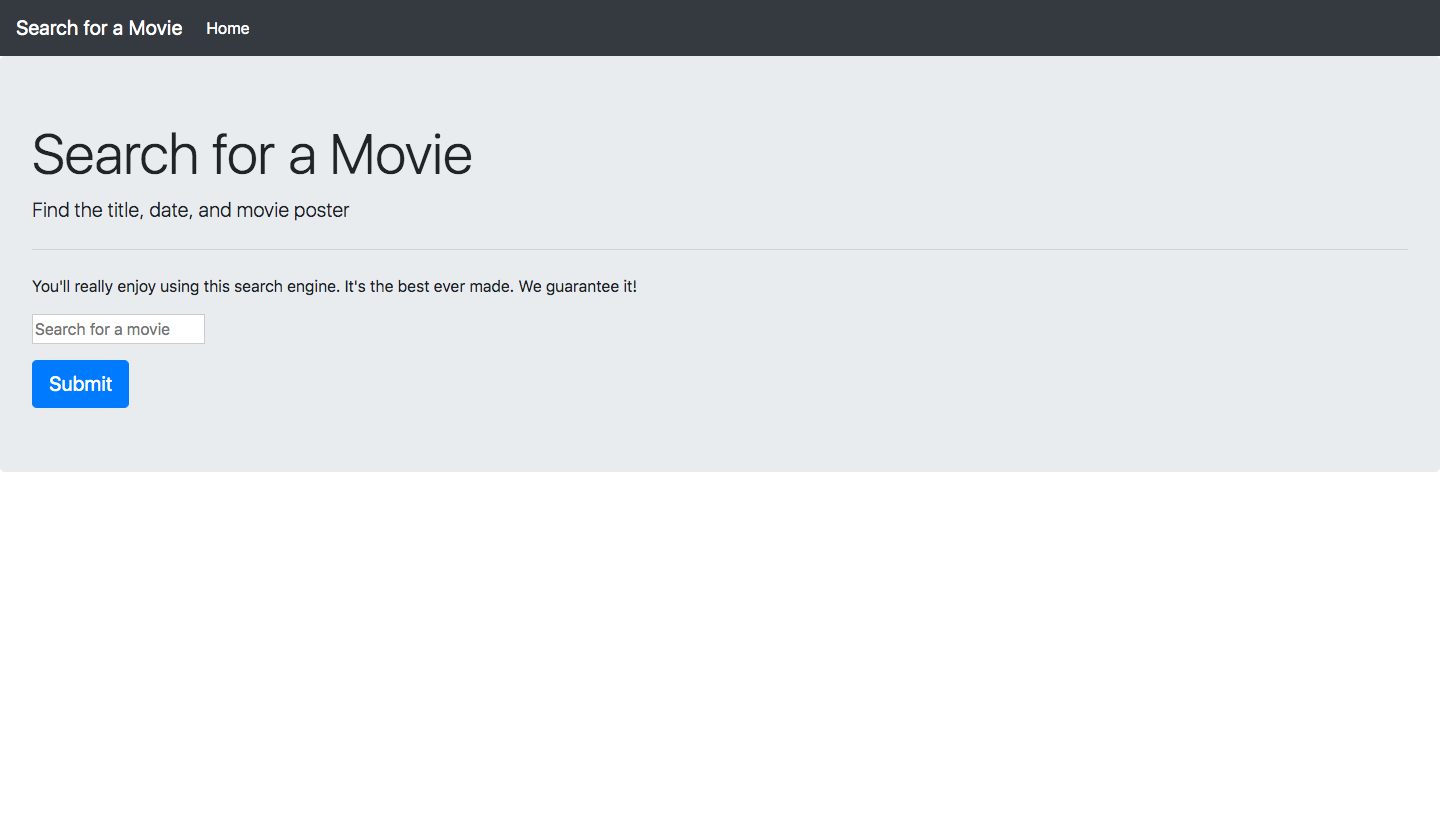 Search for a Movie Home
Search for a Movie
Find the title, date, and movie poster
You'll really enjoy using this search engine. It's the best ever made. We guarantee it!
Search for a movie
Submit